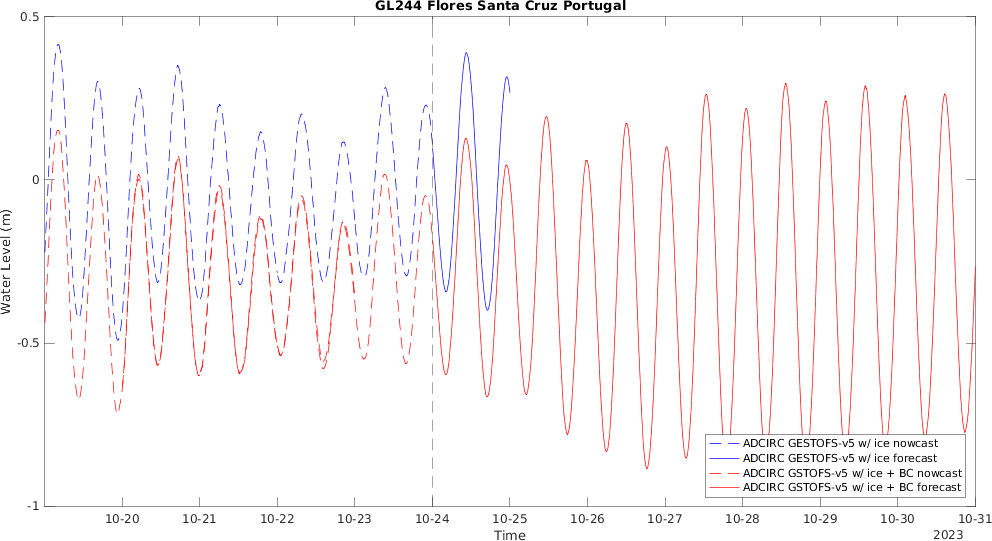 GL244 Flores Santa Cruz Portugal
0.5
0
-0.5
-1
Water Level (m)
ADCIRC GESTOFS-v5 w/ ice nowcast
ADCIRC GESTOFS-v5 w/ ice forecast
ADCIRC GSTOFS-v5 w/ ice + BC nowcast
ADCIRC GSTOFS-v5 w/ ice + BC forecast
10-20 10-21 10-22 10-23 10-24 10-25 10-26 10-27 10-28 10-29 10-30 10-31
Time
2023